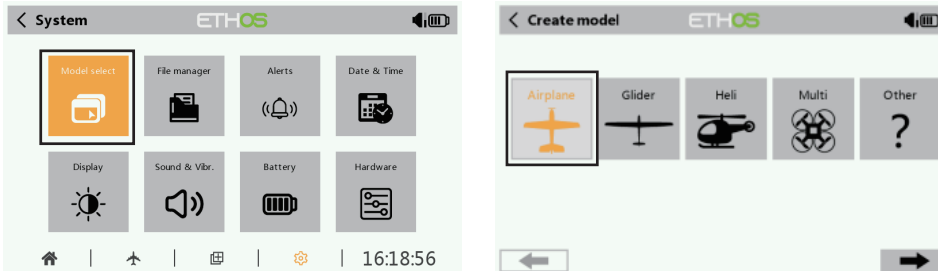 System
ETHOS
Model select
File manager
Alerts
Date & Time
Display
Sound & Vibr.
Battery
Hardware
16:18:56
Create model
ETHOS
Airplane
Glider
Heli
Multi
Other
?